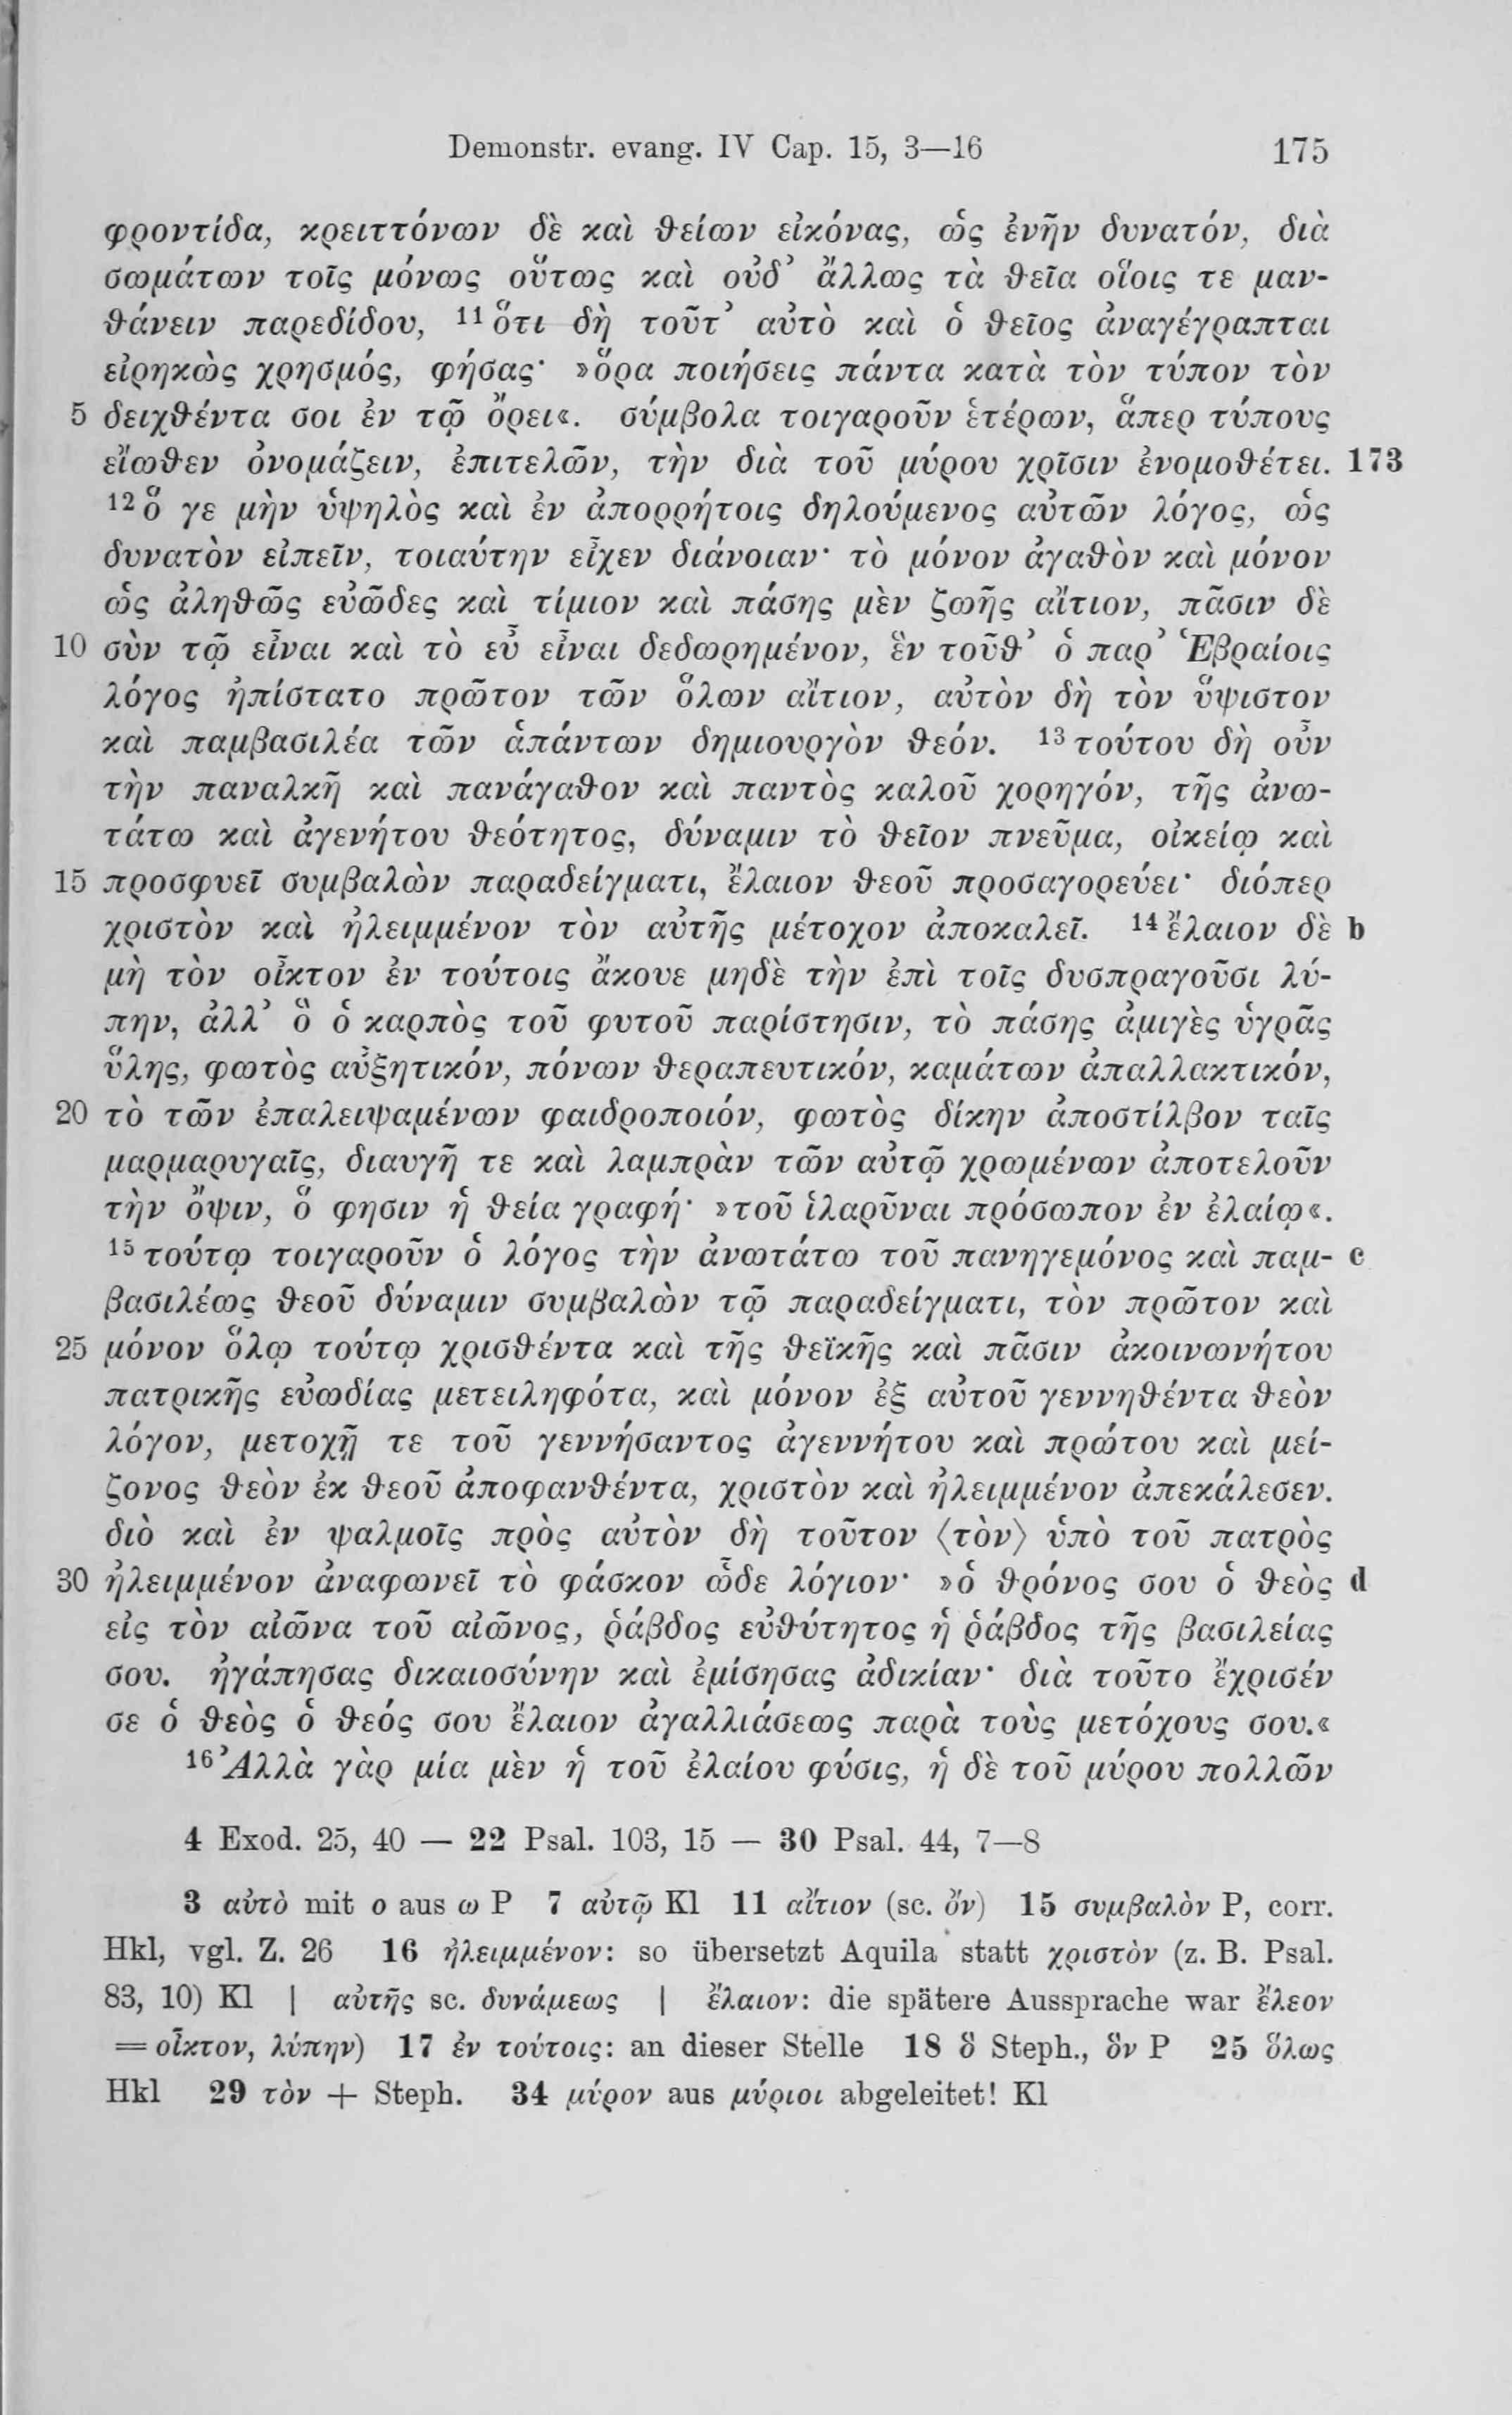 Demonstr. evang. IV Cap. 15, 3—16 175
φροντίδα, κρειττόνων δὲ καὶ θείων εἰκόνας, ὡς ἐνῆν δυνατόν, διὰ
σωμάτων τοῖς μόνως οὕτως καὶ οὐδ’ ἄλλως τὰ θεῖα οἵοις τε μαν-
θάνειν παρεδίδου, ¹¹ ὅτι δὴ τοῦτ’ αὐτὸ καὶ ὁ θεῖος ἀναγέγραπται
εἰρηκὼς χρησμός, φήσας· »ὅρα ποιήσεις πάντα κατὰ τὸν τύπον τὸν
5 δειχθέντα σοι ἐν τῷ ὄρει«. σύμβολα τοιγαροῦν ἑτέρων, ἅπερ τύπους
εἴωθεν ὀνομάζειν, ἐπιτελῶν, τὴν διὰ τοῦ μύρου χρῖσιν ἐνομοθέτει. 173
¹² ὅ γε μὴν ὑψηλὸς καὶ ἐν ἀπορρήτοις δηλούμενος αὐτῶν λόγος, ὡς
δυνατὸν εἰπεῖν, τοιαύτην εἶχεν διάνοιαν· τὸ μόνον ἀγαθὸν καὶ μόνον
ὡς ἀληθῶς εὐῶδες καὶ τίμιον καὶ πάσης μὲν ζωῆς αἴτιον, πᾶσιν δὲ
10 σὺν τῷ εἶναι καὶ τὸ εὖ εἶναι δεδωρημένον, ἓν τοῦθ’ ὁ παρ’ Ἑβραίοις
λόγος ἠπίστατο πρῶτον τῶν ὅλων αἴτιον, αὐτὸν δὴ τὸν ὕψιστον
καὶ παμβασιλέα τῶν ἁπάντων δημιουργὸν θεόν. ¹³ τούτου δὴ οὖν
τὴν παναλκῆ καὶ πανάγαθον καὶ παντὸς καλοῦ χορηγόν, τῆς ἀνω-
τάτω καὶ ἀγενήτου θεότητος, δύναμιν τὸ θεῖον πνεῦμα, οἰκείῳ καὶ
15 προσφυεῖ συμβαλὼν παραδείγματι, ἔλαιον θεοῦ προσαγορεύει· διόπερ
χριστὸν καὶ ἠλειμμένον τὸν αὐτῆς μέτοχον ἀποκαλεῖ. ¹⁴ ἔλαιον δὲ b
μὴ τὸν οἶκτον ἐν τούτοις ἄκουε μηδὲ τὴν ἐπὶ τοῖς δυσπραγοῦσι λύ-
πην, ἀλλ’ ὃ ὁ καρπὸς τοῦ φυτοῦ παρίστησιν, τὸ πάσης ἀμιγὲς ὑγρᾶς
ὕλης, φωτὸς αὐξητικόν, πόνων θεραπευτικόν, καμάτων ἀπαλλακτικόν,
20 τὸ τῶν ἐπαλειψαμένων φαιδροποιόν, φωτὸς δίκην ἀποστίλβον ταῖς
μαρμαρυγαῖς, διαυγῆ τε καὶ λαμπρὰν τῶν αὐτῷ χρωμένων ἀποτελοῦν
τὴν ὄψιν, ὅ φησιν ἡ θεία γραφή· »τοῦ ἱλαρῦναι πρόσωπον ἐν ἐλαίῳ«.
¹⁵ τούτῳ τοιγαροῦν ὁ λόγος τὴν ἀνωτάτω τοῦ πανηγεμόνος καὶ παμ- c
βασιλέως θεοῦ δύναμιν συμβαλὼν τῷ παραδείγματι, τὸν πρῶτον καὶ
25 μόνον ὅλῳ τούτῳ χρισθέντα καὶ τῆς θεϊκῆς καὶ πᾶσιν ἀκοινωνήτου
πατρικῆς εὐωδίας μετειληφότα, καὶ μόνον ἐξ αὐτοῦ γεννηθέντα θεὸν
λόγον, μετοχῇ τε τοῦ γεννήσαντος ἀγεννήτου καὶ πρώτου καὶ μεί-
ζονος θεὸν ἐκ θεοῦ ἀποφανθέντα, χριστὸν καὶ ἠλειμμένον ἀπεκάλεσεν.
διὸ καὶ ἐν ψαλμοῖς πρὸς αὐτὸν δὴ τοῦτον ⟨τὸν⟩ ὑπὸ τοῦ πατρὸς
30 ἠλειμμένον ἀναφωνεῖ τὸ φάσκον ὧδε λόγιον· »ὁ θρόνος σου ὁ θεὸς d
εἰς τὸν αἰῶνα τοῦ αἰῶνος, ῥάβδος εὐθύτητος ἡ ῥάβδος τῆς βασιλείας
σου. ἠγάπησας δικαιοσύνην καὶ ἐμίσησας ἀδικίαν· διὰ τοῦτο ἔχρισέν
σε ὁ θεὸς ὁ θεός σου ἔλαιον ἀγαλλιάσεως παρὰ τοὺς μετόχους σου.«
¹⁶ Ἀλλὰ γὰρ μία μὲν ἡ τοῦ ἐλαίου φύσις, ἡ δὲ τοῦ μύρου πολλῶν
4 Exod. 25, 40 — 22 Psal. 103, 15 — 30 Psal. 44, 7—8
3 αὐτὸ mit ο aus ω P 7 αὐτῷ Kl 11 αἴτιον (sc. ὄν) 15 συμβαλὸν P, corr.
Hkl, vgl. Z. 26 16 ἠλειμμένον: so übersetzt Aquila statt χριστὸν (z. B. Psal.
83, 10) Kl | αὐτῆς sc. δυνάμεως | ἔλαιον: die spätere Aussprache war ἔλεον
= οἶκτον, λύπην) 17 ἐν τούτοις: an dieser Stelle 18 ὃ Steph., ὃν P 25 ὅλως
Hkl 29 τὸν + Steph. 34 μύρον aus μύριοι abgeleitet! Kl